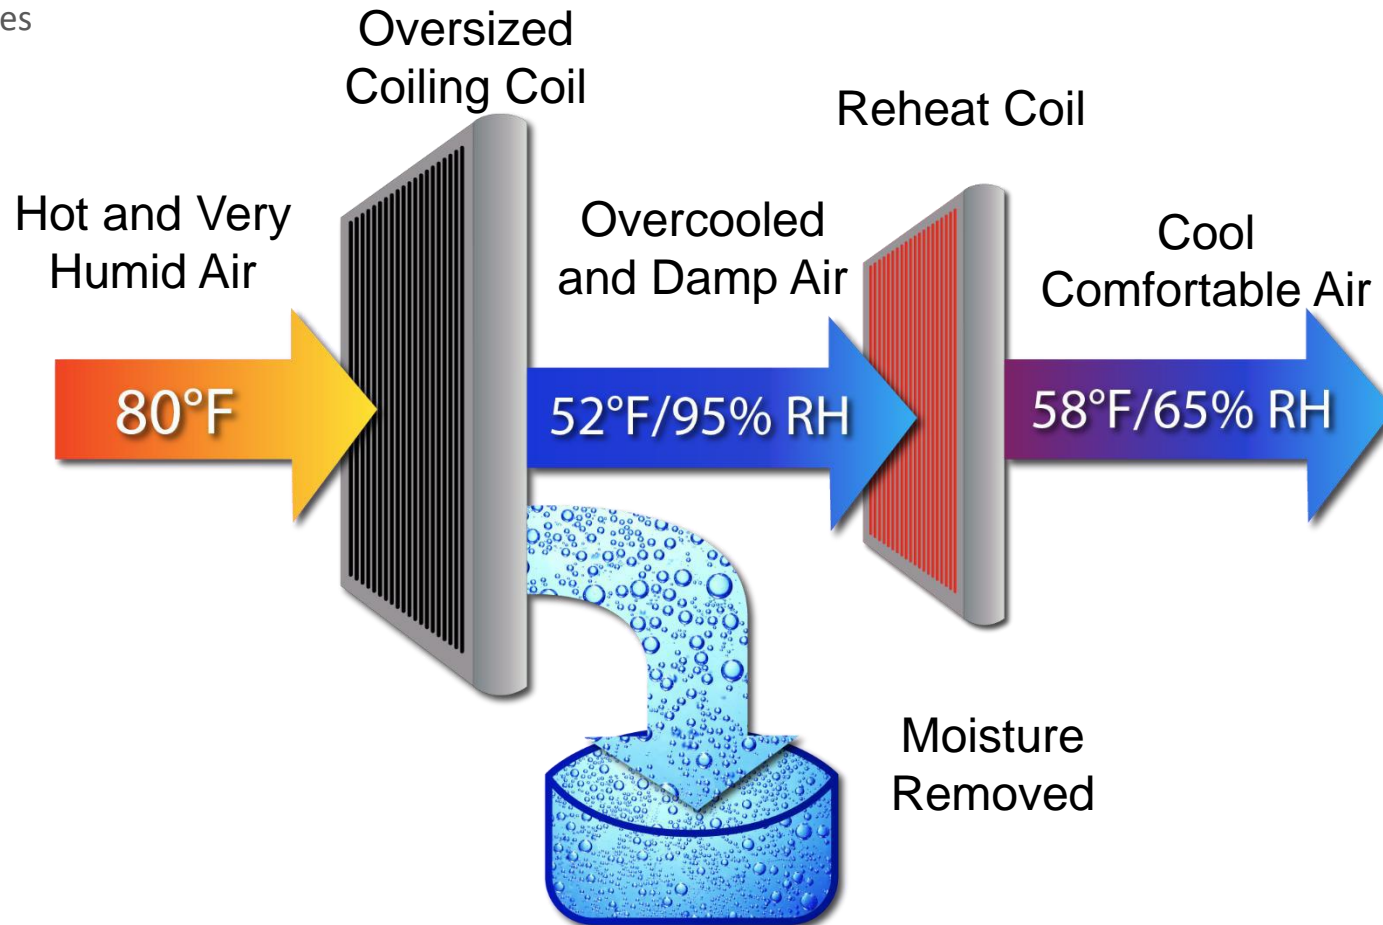 es
Oversized
Coiling Coil
Reheat Coil
Hot and Very
Humid Air
Overcooled
and Damp Air
Cool
Comfortable Air
80°F
52°F/95% RH
58°F/65% RH
Moisture
Removed